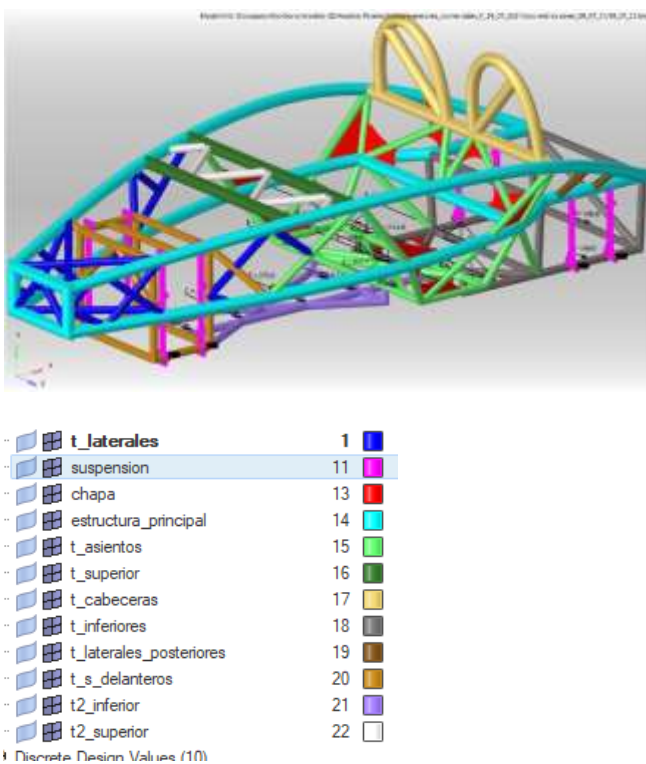 t_laterales 1
suspension 11
chapa 13
estructura_principal 14
t_asientos 15
t_superior 16
t_cabeceras 17
t_inferiores 18
t_laterales_posteriores 19
t_s_delanteros 20
t2_inferior 21
t2_superior 22
Discrete Design Values (10)